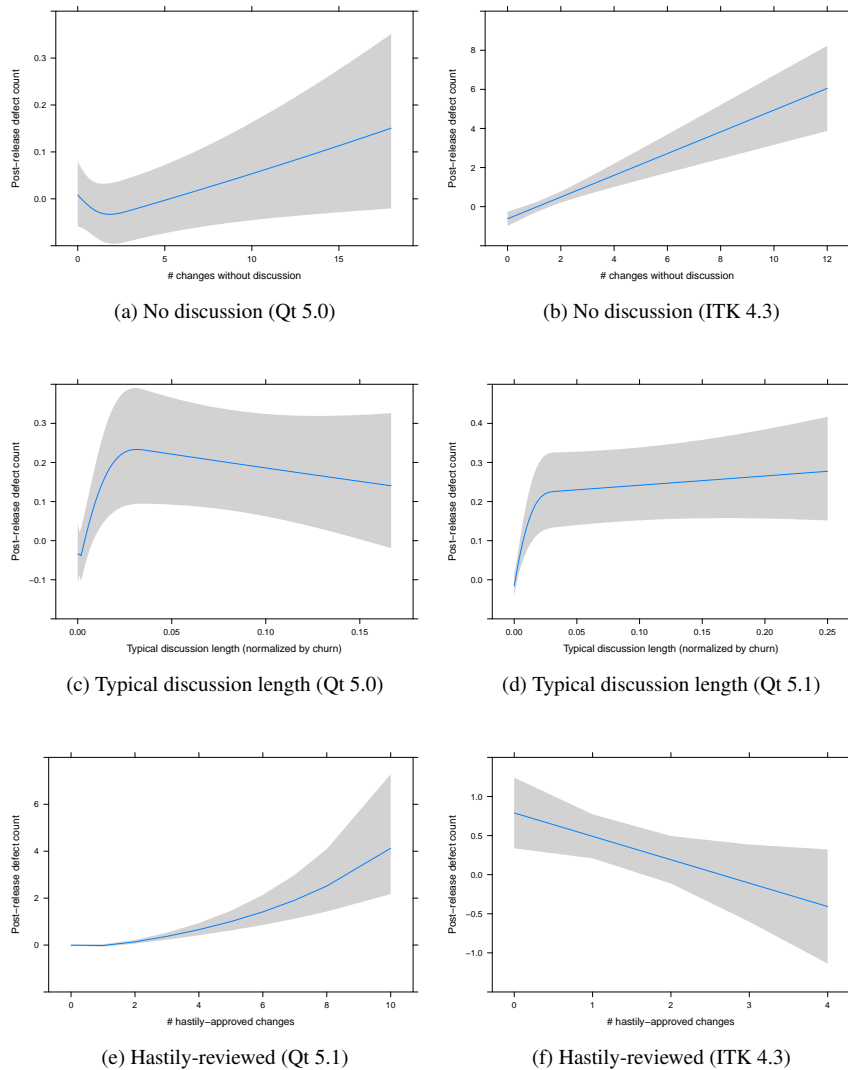 Post−release defect count
0.3
0.2
0.1
0.0
0 5 10 15
# changes without discussion
(a) No discussion (Qt 5.0)
Post−release defect count
8
6
4
2
0
0 2 4 6 8 10 12
# changes without discussion
(b) No discussion (ITK 4.3)
Post−release defect count
0.3
0.2
0.1
0.0
−0.1
0.00 0.05 0.10 0.15
Typical discussion length (normalized by churn)
(c) Typical discussion length (Qt 5.0)
Post−release defect count
0.4
0.3
0.2
0.1
0.0
0.00 0.05 0.10 0.15 0.20 0.25
Typical discussion length (normalized by churn)
(d) Typical discussion length (Qt 5.1)
Post−release defect count
6
4
2
0
0 2 4 6 8 10
# hastily−approved changes
(e) Hastily-reviewed (Qt 5.1)
Post−release defect count
1.0
0.5
0.0
−0.5
−1.0
0 1 2 3 4
# hastily−approved changes
(f) Hastily-reviewed (ITK 4.3)